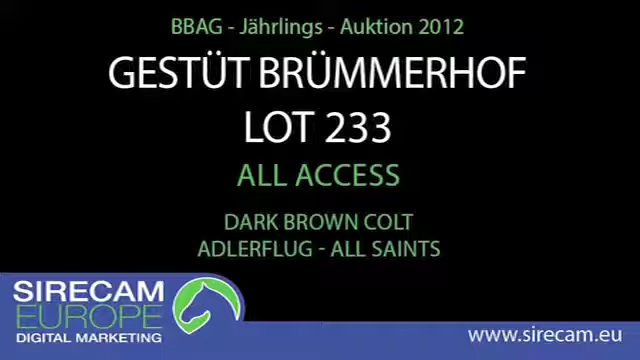 BBAG - Jährlings - Auktion 2012
GESTÜT BRÜMMERHOF
LOT 233
ALL ACCESS
DARK BROWN COLT
ADLERFLUG - ALL SAINTS
SIRECAM
EUROPE
DIGITAL MARKETING
www.sirecam.eu